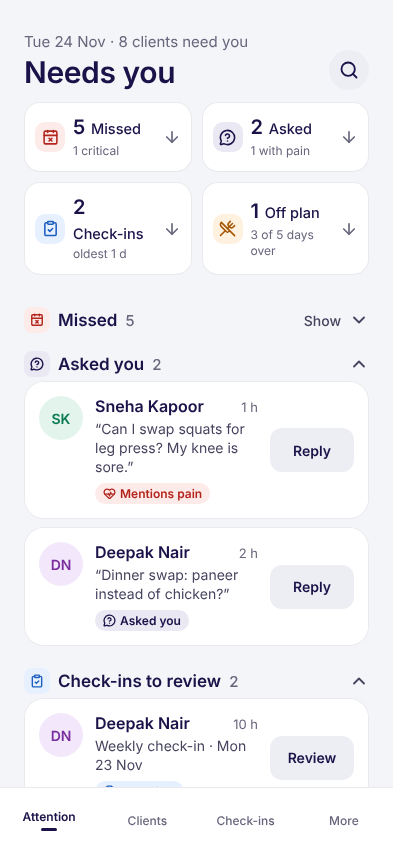 Tue 24 Nov · 8 clients need you
Needs you
5 Missed
1 critical
2 Asked
1 with pain
2
Check-ins
oldest 1 d
1 Off plan
3 of 5 days
over
Missed 5
Show
Asked you 2
SK
Sneha Kapoor 1 h
“Can I swap squats for
leg press? My knee is
sore.”
Mentions pain
Reply
DN
Deepak Nair 2 h
“Dinner swap: paneer
instead of chicken?”
Asked you
Reply
Check-ins to review 2
DN
Deepak Nair 10 h
Weekly check-in · Mon
23 Nov
Review
Attention
Clients
Check-ins
More